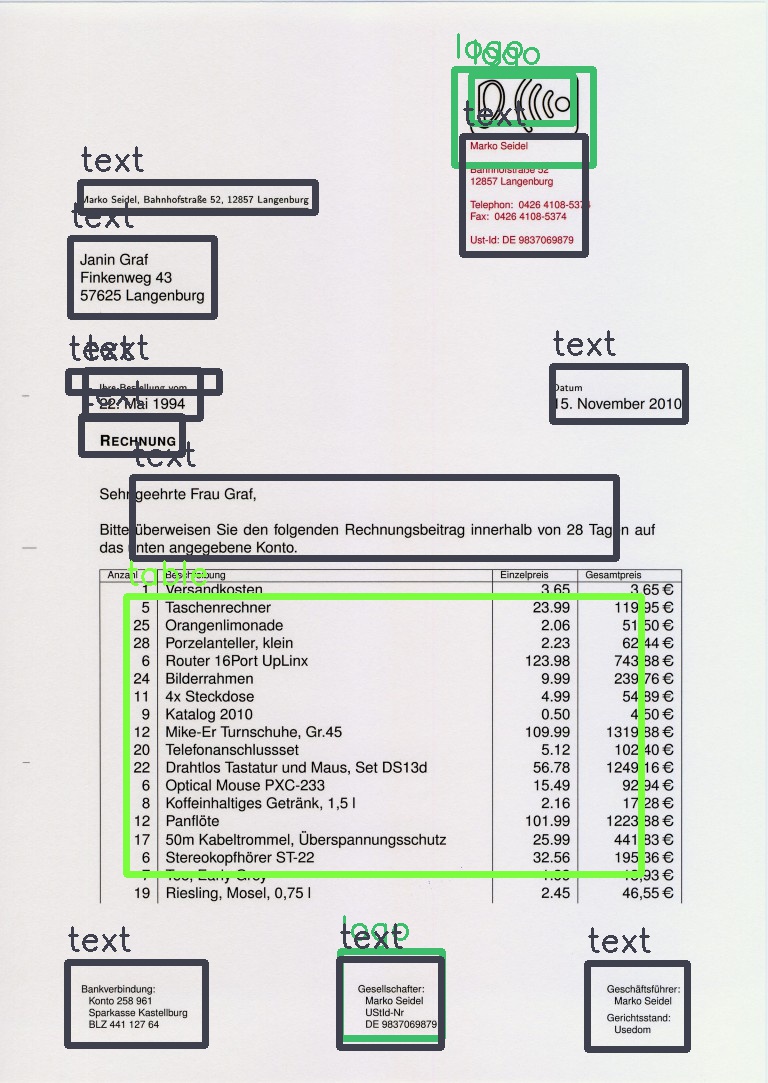 logo
logo
text
Marko Seidel
Bahnhofstraße 52
12857 Langenburg
Telephon: 0426 4108-5374
Fax: 0426 4108-5374
Ust-Id: DE 9837069879
text
Marko Seidel, Bahnhofstraße 52, 12857 Langenburg
text
Janin Graf
Finkenweg 43
57625 Langenburg
text
text
Ihre Bestellung vom
22. Mai 1994
text
Datum
15. November 2010
text
RECHNUNG
text
Sehr geehrte Frau Graf,
Bitte überweisen Sie den folgenden Rechnungsbeitrag innerhalb von 28 Tagen auf
das unten angegebene Konto.
table
Anzahl Beschreibung Einzelpreis Gesamtpreis
1 Versandkosten 3.65 3,65 €
5 Taschenrechner 23.99 119,95 €
25 Orangenlimonade 2.06 51,50 €
28 Porzelanteller, klein 2.23 62,44 €
6 Router 16Port UpLinx 123.98 743,88 €
24 Bilderrahmen 9.99 239,76 €
11 4x Steckdose 4.99 54,89 €
9 Katalog 2010 0.50 4,50 €
12 Mike-Er Turnschuhe, Gr.45 109.99 1319,88 €
20 Telefonanschlussset 5.12 102,40 €
22 Drahtlos Tastatur und Maus, Set DS13d 56.78 1249,16 €
6 Optical Mouse PXC-233 15.49 92,94 €
8 Koffeinhaltiges Getränk, 1,5 l 2.16 17,28 €
12 Panflöte 101.99 1223,88 €
17 50m Kabeltrommel, Überspannungsschutz 25.99 441,83 €
6 Stereokopfhörer ST-22 32.56 195,36 €
7 Tee, Early Grey
19 Riesling, Mosel, 0,75 l 2.45 46,55 €
text
Bankverbindung:
Konto 258 961
Sparkasse Kastellburg
BLZ 441 127 64
logo
text
Gesellschafter:
Marko Seidel
UStId-Nr
DE 9837069879
text
Geschäftsführer:
Marko Seidel
Gerichtsstand:
Usedom